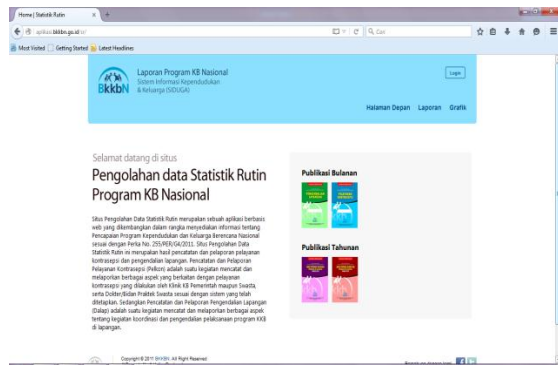 Home | Statistik Rutin
aplikasi.bkkbn.go.id/sr/
Cari
Most Visited Getting Started Latest Headlines
BKKBN
Laporan Program KB Nasional
Sistem Informasi Kependudukan
& Keluarga (SIDUGA)
Login
Halaman Depan Laporan Grafik
Selamat datang di situs
Pengolahan data Statistik Rutin
Program KB Nasional
Situs Pengolahan Data Statistik Rutin merupakan sebuah aplikasi berbasis
web yang dikembangkan dalam rangka menyediakan informasi tentang
Pencapaian Program Kependudukan dan Keluarga Berencana Nasional
sesuai dengan Perka No. 255/PER/G4/2011. Situs Pengolahan Data
Statistik Rutin ini merupakan hasil pencatatan dan pelaporan pelayanan
kontrasepsi dan pengendalian lapangan. Pencatatan dan Pelaporan
Pelayanan Kontrasepsi (Pelkon) adalah suatu kegiatan mencatat dan
melaporkan berbagai aspek yang berkaitan dengan pelayanan
kontrasepsi yang dilakukan oleh Klinik KB Pemerintah maupun Swasta,
serta Dokter/Bidan Praktek Swasta sesuai dengan sistem yang telah
ditetapkan. Sedangkan Pencatatan dan Pelaporan Pengendalian Lapangan
(Dalap) adalah suatu kegiatan mencatat dan melaporkan berbagai aspek
tentang kegiatan koordinasi dan pengendalian pelaksanaan program KKB
di lapangan.
Publikasi Bulanan
Publikasi Tahunan
Copyright © 2011 BKKBN. All Right Reserved